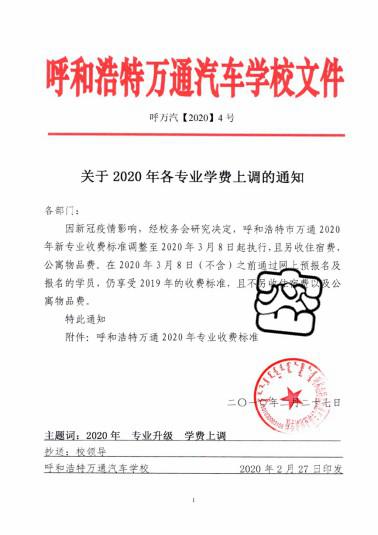 呼和浩特万通汽车学校文件
呼万汽【2020】4号
关于 2020 年各专业学费上调的通知
各部门：
因新冠疫情影响，经校务会研究决定，呼和浩特市万通 2020
年新专业收费标准调整至 2020 年 3 月 8 日起执行，且另收住宿费，
公寓物品费。在 2020 年 3 月 8 日（不含）之前通过网上预报名及
报名的学员，仍享受 2019 年的收费标准，且不另收住宿费以及公
寓物品费。
特此通知
附件：呼和浩特万通 2020 年专业收费标准
二〇二〇年二月二十七日
主题词：2020 年 专业升级 学费上调
抄送：校领导
呼和浩特万通汽车学校 2020 年 2 月 27 日印发
1